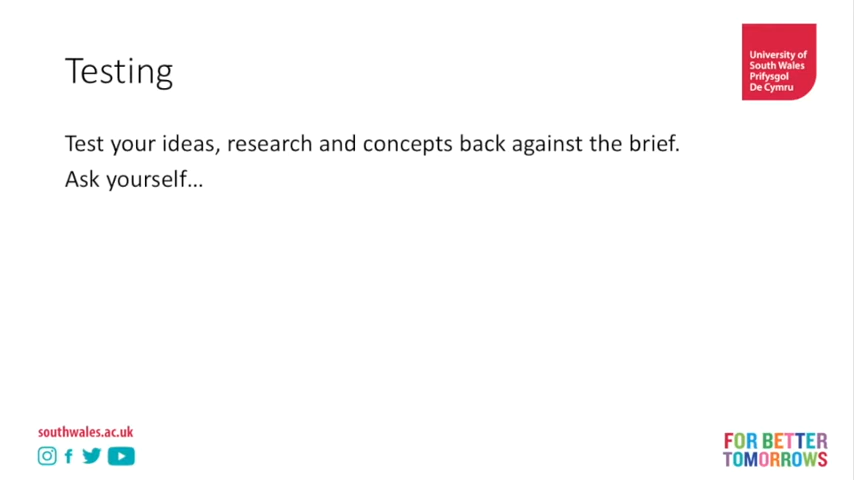 University of
South Wales
Prifysgol
De Cymru
Testing
Test your ideas, research and concepts back against the brief.
Ask yourself...
southwales.ac.uk
FOR BETTER
TOMORROWS